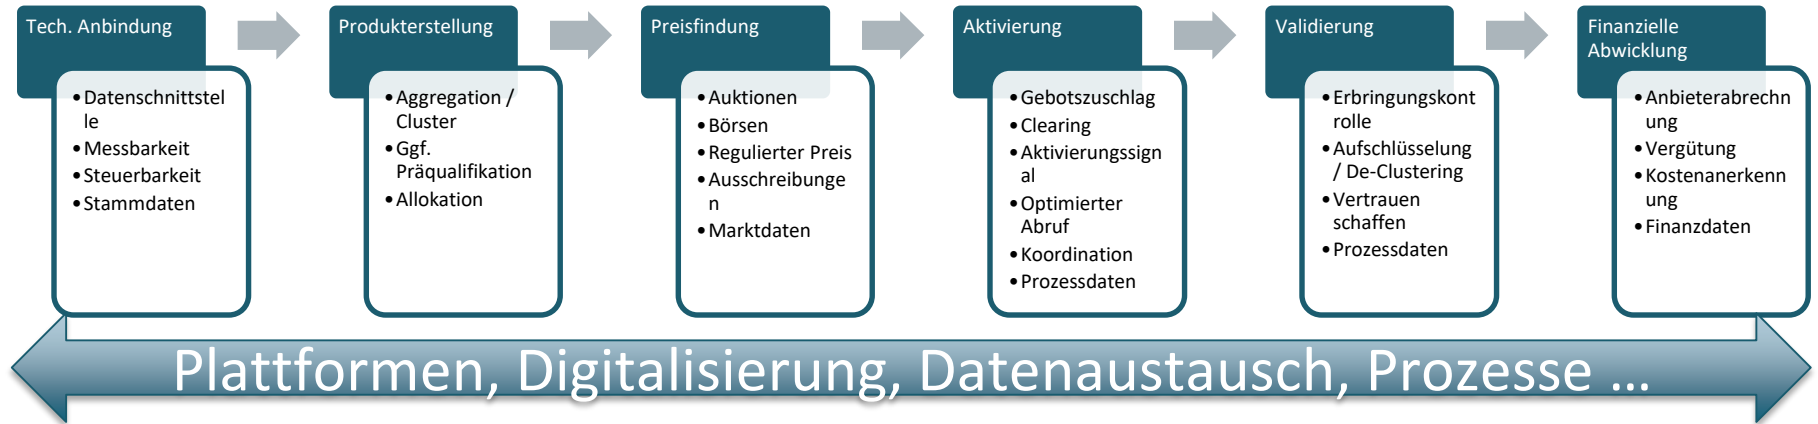 Tech. Anbindung
•Datenschnittstel
le
•Messbarkeit
•Steuerbarkeit
•Stammdaten
Produkterstellung
•Aggregation /
Cluster
•Ggf.
Präqualifikation
•Allokation
Preisfindung
•Auktionen
•Börsen
•Regulierter Preis
•Ausschreibunge
n
•Marktdaten
Aktivierung
•Gebotszuschlag
•Clearing
•Aktivierungssign
al
•Optimierter
Abruf
•Koordination
•Prozessdaten
Validierung
•Erbringungskont
rolle
•Aufschlüsselung
/ De-Clustering
•Vertrauen
schaffen
•Prozessdaten
Finanzielle
Abwicklung
•Anbieterabrechn
ung
•Vergütung
•Kostenanerkenn
ung
•Finanzdaten
Plattformen, Digitalisierung, Datenaustausch, Prozesse ...